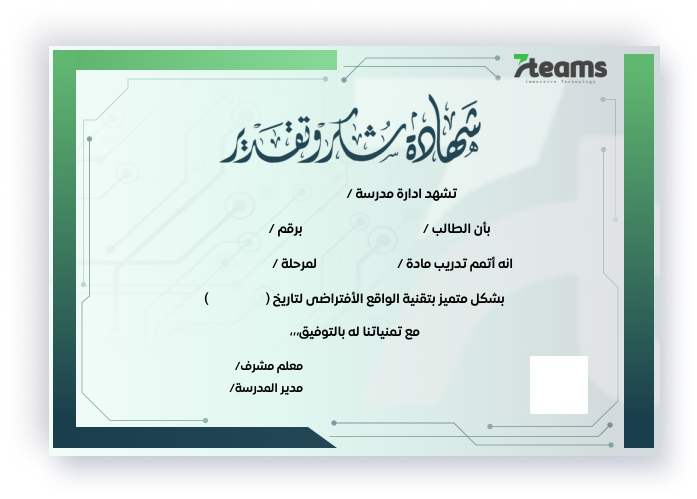 7teams
Immersive Technology
شهادة شكر وتقدير
تشهد ادارة مدرسة /
بأن الطالب / برقم /
انه أتمم تدريب مادة / لمرحلة /
بشكل متميز بتقنية الواقع الأفتراضى لتاريخ ( )
مع تمنياتنا له بالتوفيق,,,
معلم مشرف/
مدير المدرسة/